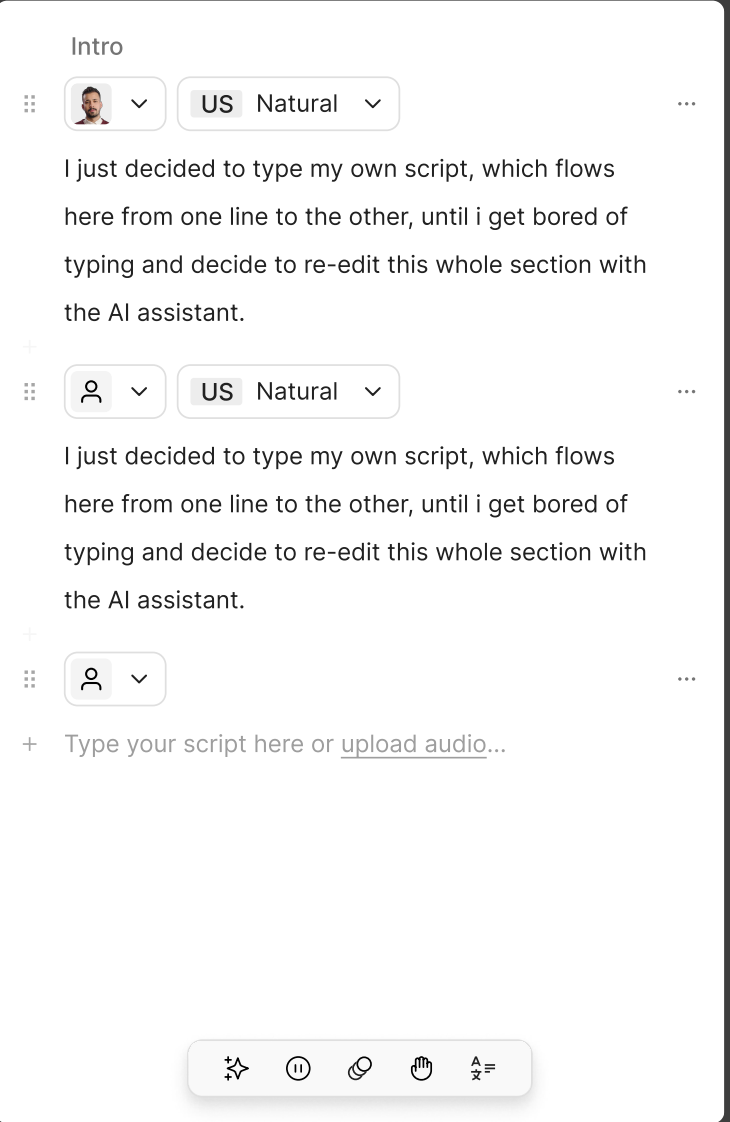 Intro
US Natural
I just decided to type my own script, which flows
here from one line to the other, until i get bored of
typing and decide to re-edit this whole section with
the AI assistant.
US Natural
I just decided to type my own script, which flows
here from one line to the other, until i get bored of
typing and decide to re-edit this whole section with
the AI assistant.
Type your script here or upload audio...